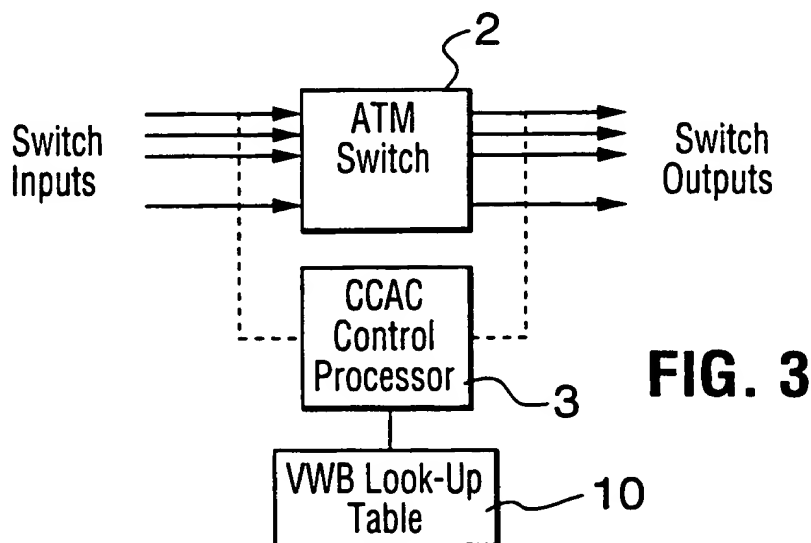 2
ATM
Switch
Switch
Inputs
Switch
Outputs
CCAC
Control
Processor
3
FIG. 3
VWB Look-Up
Table
10